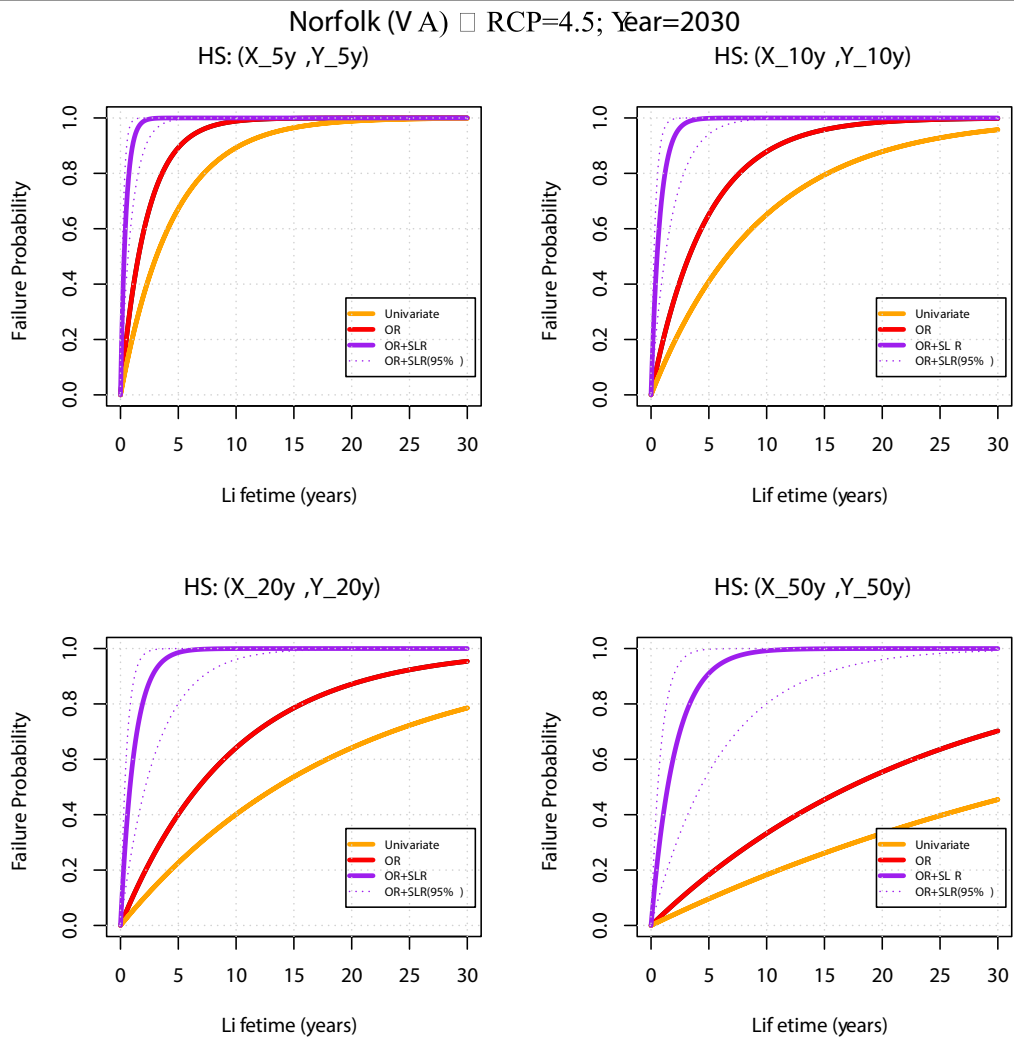 Norfolk (V A) □ RCP=4.5; Year=2030
HS: (X_5y ,Y_5y)
Failure Probability
1.0
0.8
0.6
0.4
0.2
0.0
Univariate
OR
OR+SLR
OR+SLR(95% )
0 5 10 15 20 25 30
Li fetime (years)
HS: (X_10y ,Y_10y)
Failure Probability
1.0
0.8
0.6
0.4
0.2
0.0
Univariate
OR
OR+SL R
OR+SLR(95% )
0 5 10 15 20 25 30
Lif etime (years)
HS: (X_20y ,Y_20y)
Failure Probability
1.0
0.8
0.6
0.4
0.2
0.0
Univariate
OR
OR+SLR
OR+SLR(95% )
0 5 10 15 20 25 30
Li fetime (years)
HS: (X_50y ,Y_50y)
Failure Probability
1.0
0.8
0.6
0.4
0.2
0.0
Univariate
OR
OR+SL R
OR+SLR(95% )
0 5 10 15 20 25 30
Lif etime (years)